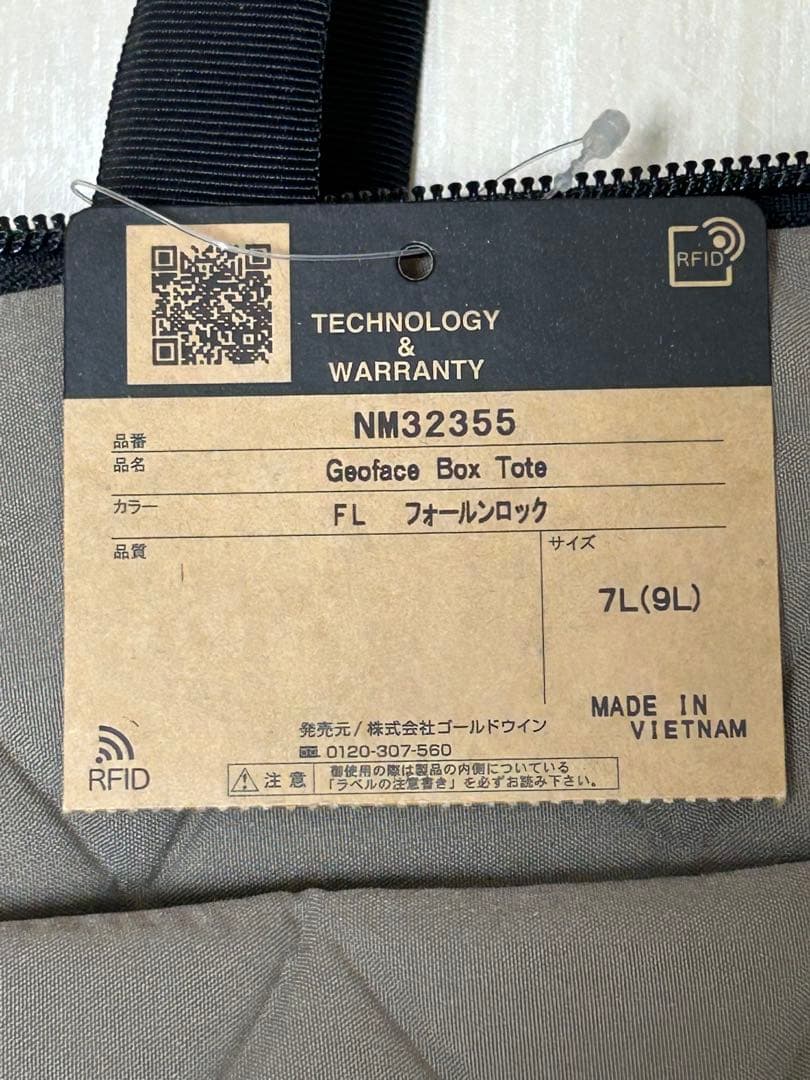 RFID
TECHNOLOGY
&
WARRANTY
品番 NM32355
品名 Geoface Box Tote
カラー FL フォールンロック
品質
サイズ
7L(9L)
MADE IN
VIETNAM
発売元/株式会社ゴールドウイン
0120-307-560
RFID
注意
御使用の際は製品の内側についている
「ラベルの注意書き」を必ずお読み下さい。